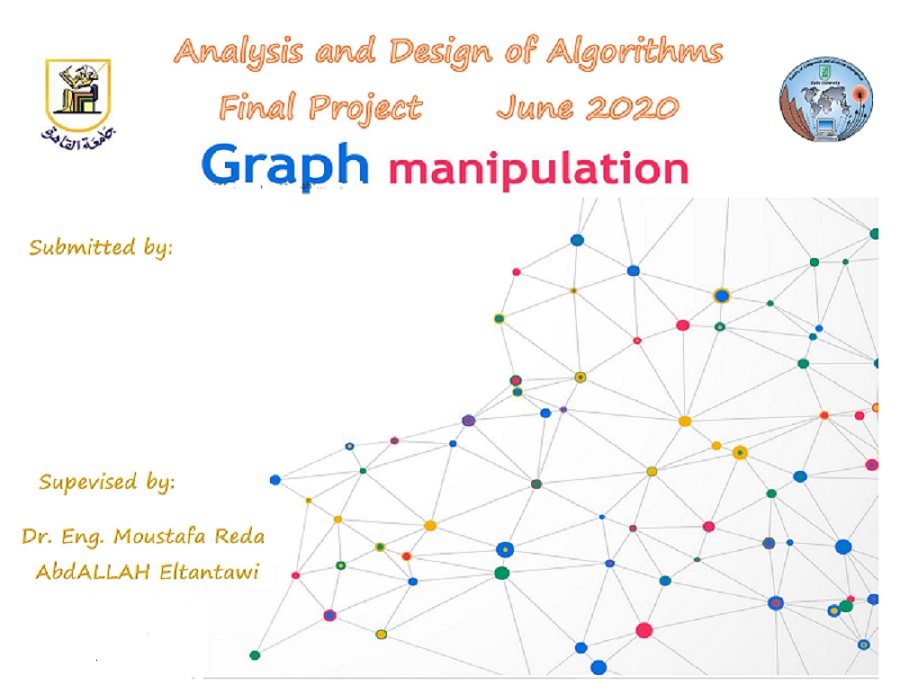 Analysis and Design of Algorithms
Final Project June 2020
جامعة القاهرة
Graph manipulation
Submitted by:
Supevised by:
Dr. Eng. Moustafa Reda
AbdALLAH Eltantawi